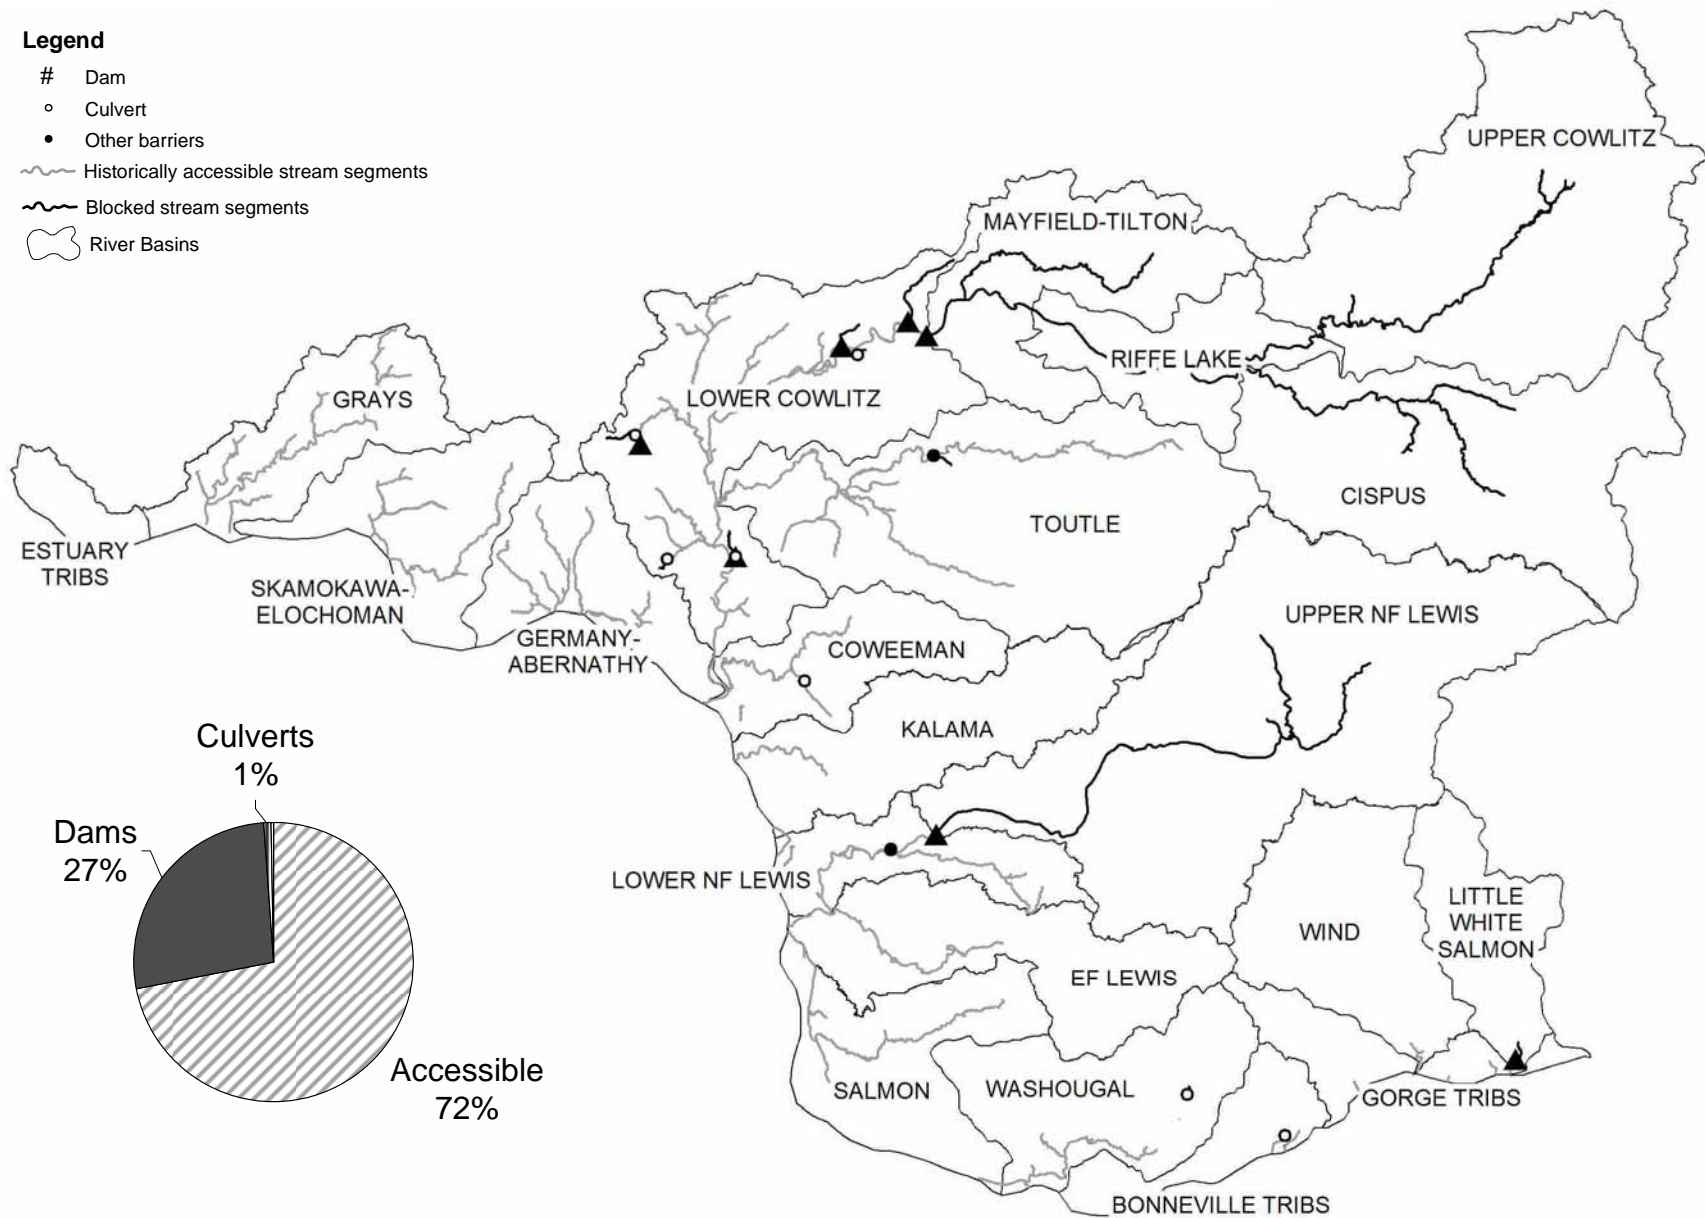 Legend
# Dam
Culvert
Other barriers
Historically accessible stream segments
Blocked stream segments
River Basins
UPPER COWLITZ
MAYFIELD-TILTON
RIFFE LAKE
GRAYS
LOWER COWLITZ
CISPUS
TOUTLE
ESTUARY
TRIBS
SKAMOKAWA-
ELOCHOMAN
GERMANY-
ABERNATHY
UPPER NF LEWIS
COWEEMAN
KALAMA
Culverts
1%
Dams
27%
Accessible
72%
LOWER NF LEWIS
LITTLE
WHITE
SALMON
WIND
EF LEWIS
SALMON
WASHOUGAL
GORGE TRIBS
BONNEVILLE TRIBS